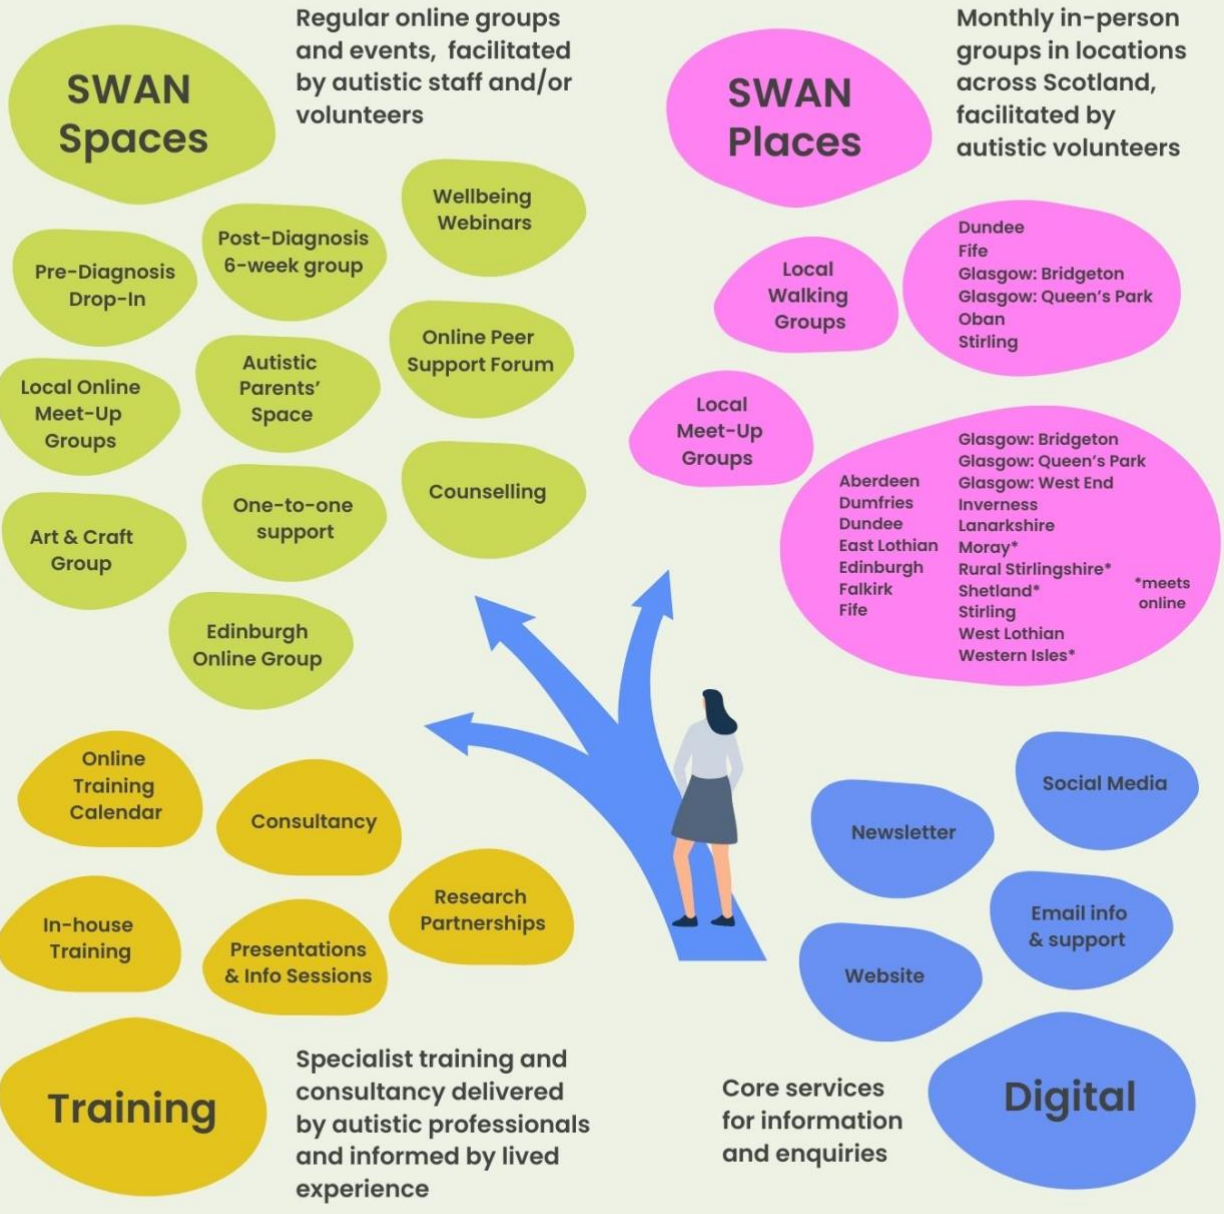 SWAN
Spaces
Regular online groups
and events, facilitated
by autistic staff and/or
volunteers
Wellbeing
Webinars
Post-Diagnosis
6-week group
Pre-Diagnosis
Drop-In
Online Peer
Support Forum
Autistic
Parents'
Space
Local Online
Meet-Up
Groups
Counselling
One-to-one
support
Art & Craft
Group
Edinburgh
Online Group
SWAN
Places
Monthly in-person
groups in locations
across Scotland,
facilitated by
autistic volunteers
Local
Walking
Groups
Dundee
Fife
Glasgow: Bridgeton
Glasgow: Queen's Park
Oban
Stirling
Local
Meet-Up
Groups
Aberdeen
Dumfries
Dundee
East Lothian
Edinburgh
Falkirk
Fife
Glasgow: Bridgeton
Glasgow: Queen's Park
Glasgow: West End
Inverness
Lanarkshire
Moray*
Rural Stirlingshire*
Shetland*
Stirling
West Lothian
Western Isles*
*meets
online
Online
Training
Calendar
Consultancy
Research
Partnerships
In-house
Training
Presentations
& Info Sessions
Training
Specialist training and
consultancy delivered
by autistic professionals
and informed by lived
experience
Social Media
Newsletter
Email info
& support
Website
Core services
for information
and enquiries
Digital